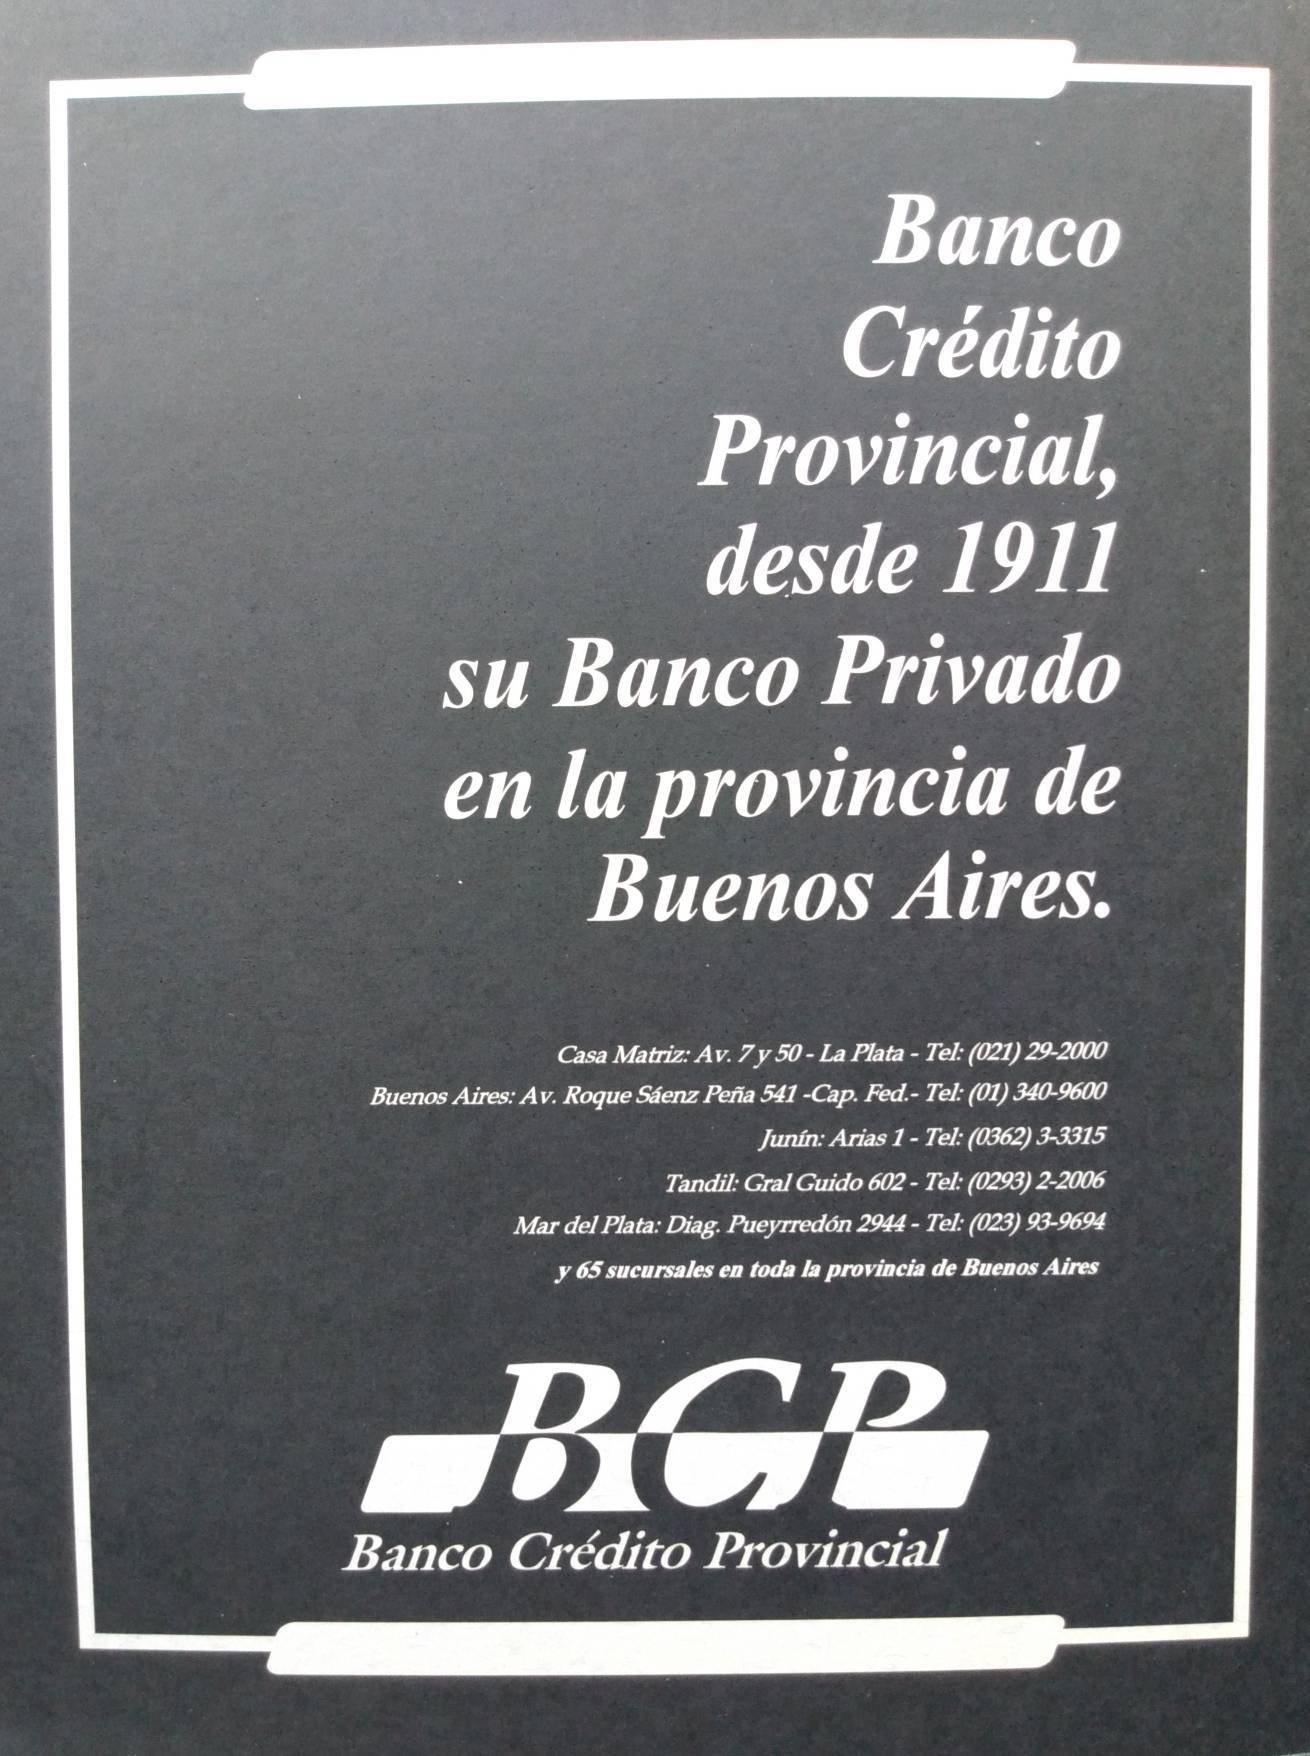 Banco
Crédito
Provincial,
desde 1911
su Banco Privado
en la provincia de
Buenos Aires.
Casa Matriz: Av. 7 y 50 - La Plata - Tel: (021) 29-2000
Buenos Aires: Av. Roque Sáenz Peña 541 -Cap. Fed.- Tel: (01) 340-9600
Junín: Arias 1 - Tel: (0362) 3-3315
Tandil: Gral Guido 602 - Tel: (0293) 2-2006
Mar del Plata: Diag. Pueyrredón 2944 - Tel: (023) 93-9694
y 65 sucursales en toda la provincia de Buenos Aires
BCP
Banco Crédito Provincial